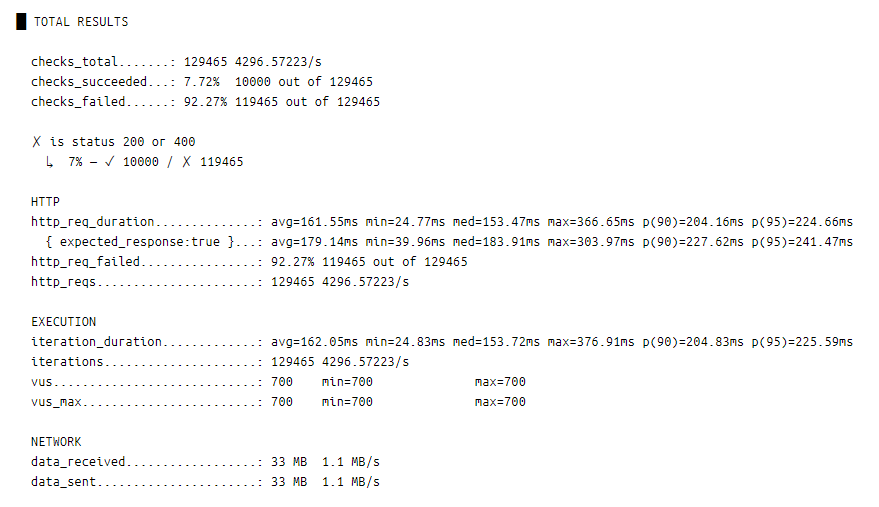 █ TOTAL RESULTS
checks_total.......: 129465 4296.57223/s
checks_succeeded...: 7.72%  10000 out of 129465
checks_failed......: 92.27% 119465 out of 129465
✗ is status 200 or 400
↳  7% — ✓ 10000 / ✗ 119465
HTTP
http_req_duration..............: avg=161.55ms min=24.77ms med=153.47ms max=366.65ms p(90)=204.16ms p(95)=224.66ms
{ expected_response:true }...: avg=179.14ms min=39.96ms med=183.91ms max=303.97ms p(90)=227.62ms p(95)=241.47ms
http_req_failed................: 92.27% 119465 out of 129465
http_reqs......................: 129465 4296.57223/s
EXECUTION
iteration_duration.............: avg=162.05ms min=24.83ms med=153.72ms max=376.91ms p(90)=204.83ms p(95)=225.59ms
iterations.....................: 129465 4296.57223/s
vus............................: 700    min=700              max=700
vus_max........................: 700    min=700              max=700
NETWORK
data_received..................: 33 MB  1.1 MB/s
data_sent......................: 33 MB  1.1 MB/s